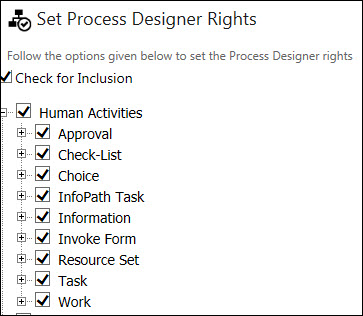 Set Process Designer Rights
Follow the options given below to set the Process Designer rights
Check for Inclusion
Human Activities
Approval
Check-List
Choice
InfoPath Task
Information
Invoke Form
Resource Set
Task
Work